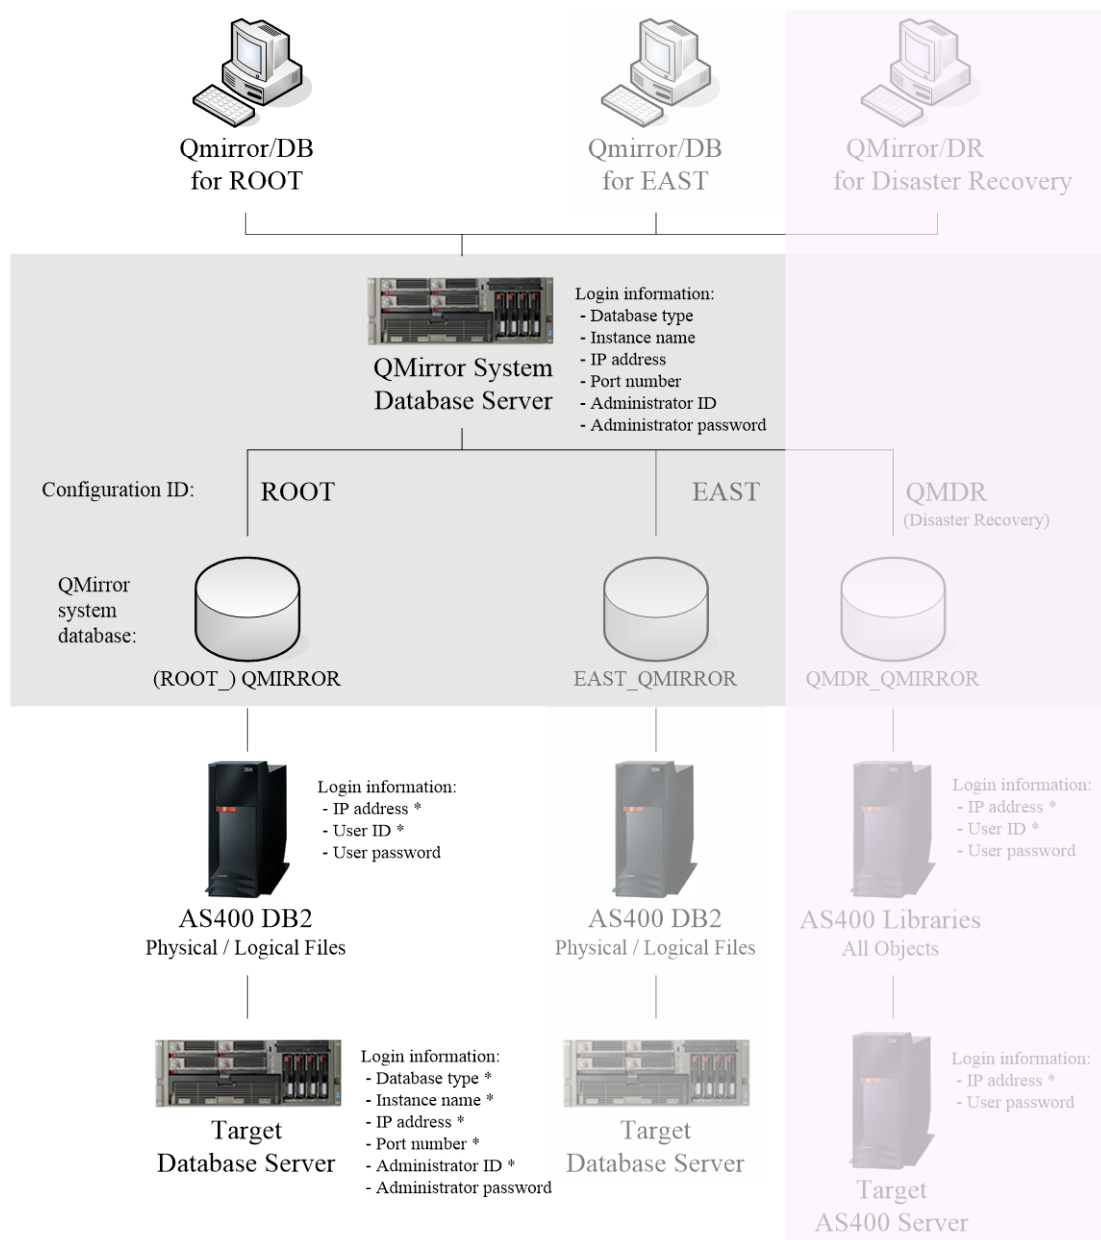 Qmirror/DB
for ROOT
Qmirror/DB
for EAST
QMirror/DR
for Disaster Recovery
QMirror System
Database Server
Login information:
- Database type
- Instance name
- IP address
- Port number
- Administrator ID
- Administrator password
Configuration ID:
ROOT
EAST
QMDR
(Disaster Recovery)
QMirror
system
database:
(ROOT_) QMIRROR
EAST_QMIRROR
QMDR_QMIRROR
Login information:
- IP address *
- User ID *
- User password
Login information:
- IP address *
- User ID *
- User password
AS400 DB2
Physical / Logical Files
AS400 DB2
Physical / Logical Files
AS400 Libraries
All Objects
Login information:
- Database type *
- Instance name *
- IP address *
- Port number *
- Administrator ID *
- Administrator password
Login information:
- IP address *
- User password
Target
Database Server
Target
Database Server
Target
AS400 Server